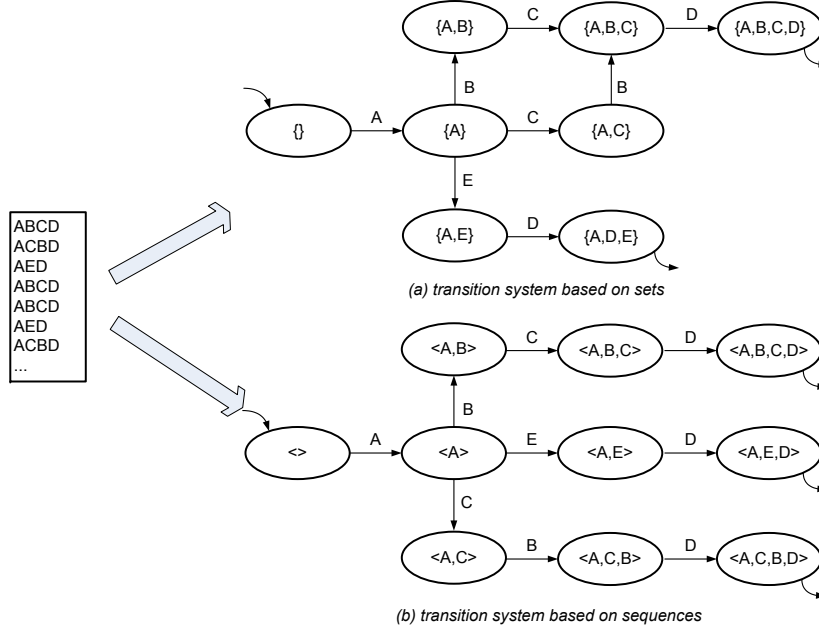 C
D
{A,B}
{A,B,C}
{A,B,C,D}
B
B
A
C
{}
{A}
{A,C}
E
D
{A,E}
{A,D,E}
(a) transition system based on sets
ABCD
ACBD
AED
ABCD
ABCD
AED
ACBD
...
C
D
<A,B>
<A,B,C>
<A,B,C,D>
B
A
E
D
<>
<A>
<A,E>
<A,E,D>
C
B
D
<A,C>
<A,C,B>
<A,C,B,D>
(b) transition system based on sequences